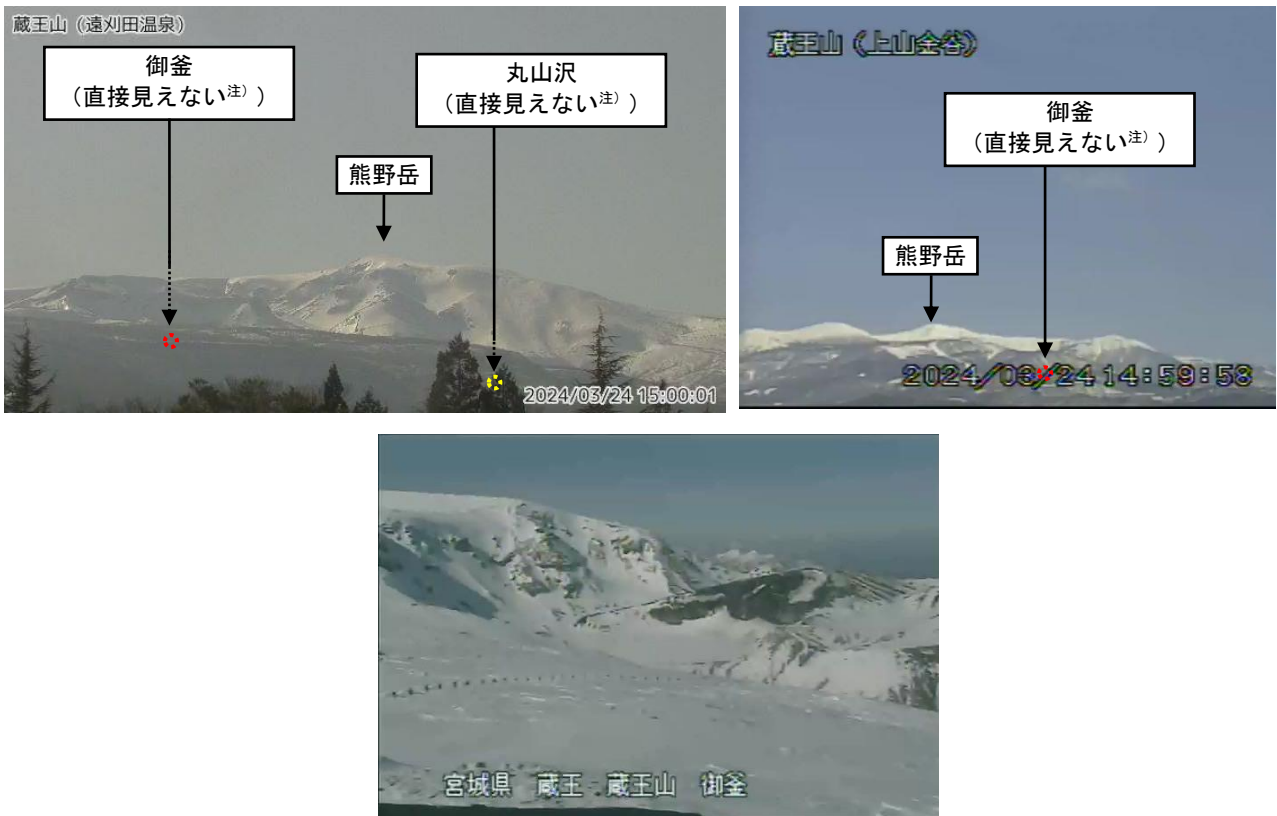 蔵王山（遠刈田温泉）
御釜
（直接見えない注））
丸山沢
（直接見えない注））
熊野岳
2024/03/24 15:00:01
蔵王山（上山金谷）
御釜
（直接見えない注））
熊野岳
2024/03/24 14:59:58
宮城県 蔵王 蔵王山 御釜